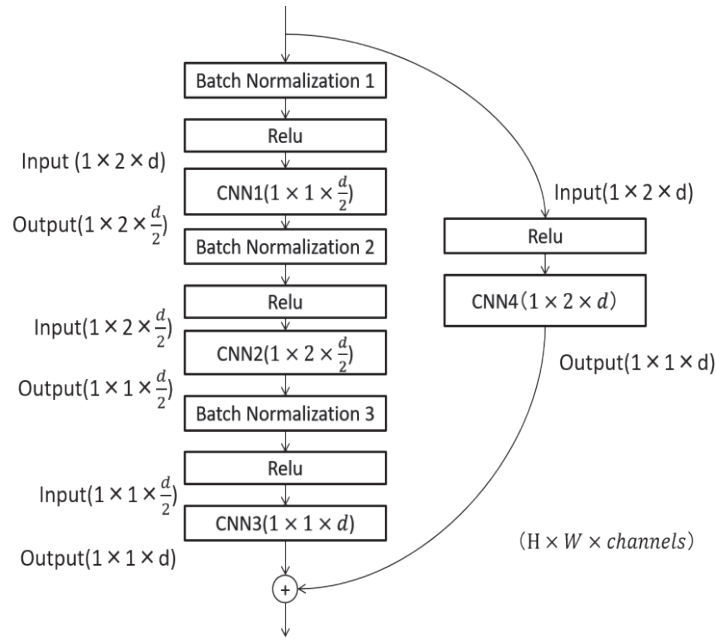 Batch Normalization 1
Relu
Input (1×2×d)
CNN1(1×1×d/2)
Output(1×2×d/2)
Batch Normalization 2
Relu
Input(1×2×d/2)
CNN2(1×2×d/2)
Output(1×1×d/2)
Batch Normalization 3
Relu
Input(1×1×d/2)
CNN3(1×1×d)
Output(1×1×d)
+
Input(1×2×d)
Relu
CNN4(1×2×d)
Output(1×1×d)
(H×W×channels)